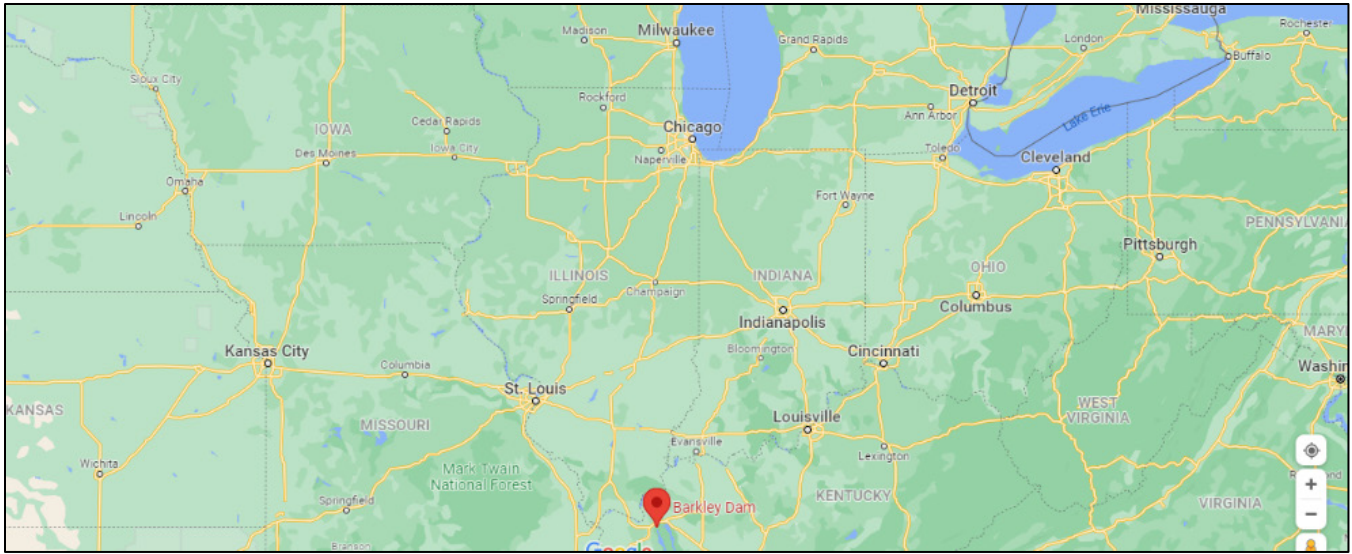 Mississauga
Rochester
Madison
Milwaukee
Grand Rapids
London
Buffalo
Sioux City
Detroit
Rockford
Ann Arbor
Lake Erie
Cedar Rapids
IOWA
Chicago
Iowa City
Des Moines
Naperville
Toledo
Cleveland
Omaha
Fort Wayne
Lincoln
PENNSYLVANIA
Pittsburgh
ILLINOIS
INDIANA
OHIO
Champaign
Springfield
Columbus
Indianapolis
MARY
Kansas City
Bloomington
Cincinnati
Columbia
Washin
St. Louis
KANSAS
WEST
VIRGINIA
Louisville
MISSOURI
Evansville
Lexington
Wichita
Mark Twain
National Forest
KENTUCKY
Springfield
VIRGINIA
Barkley Dam
Branson
Google